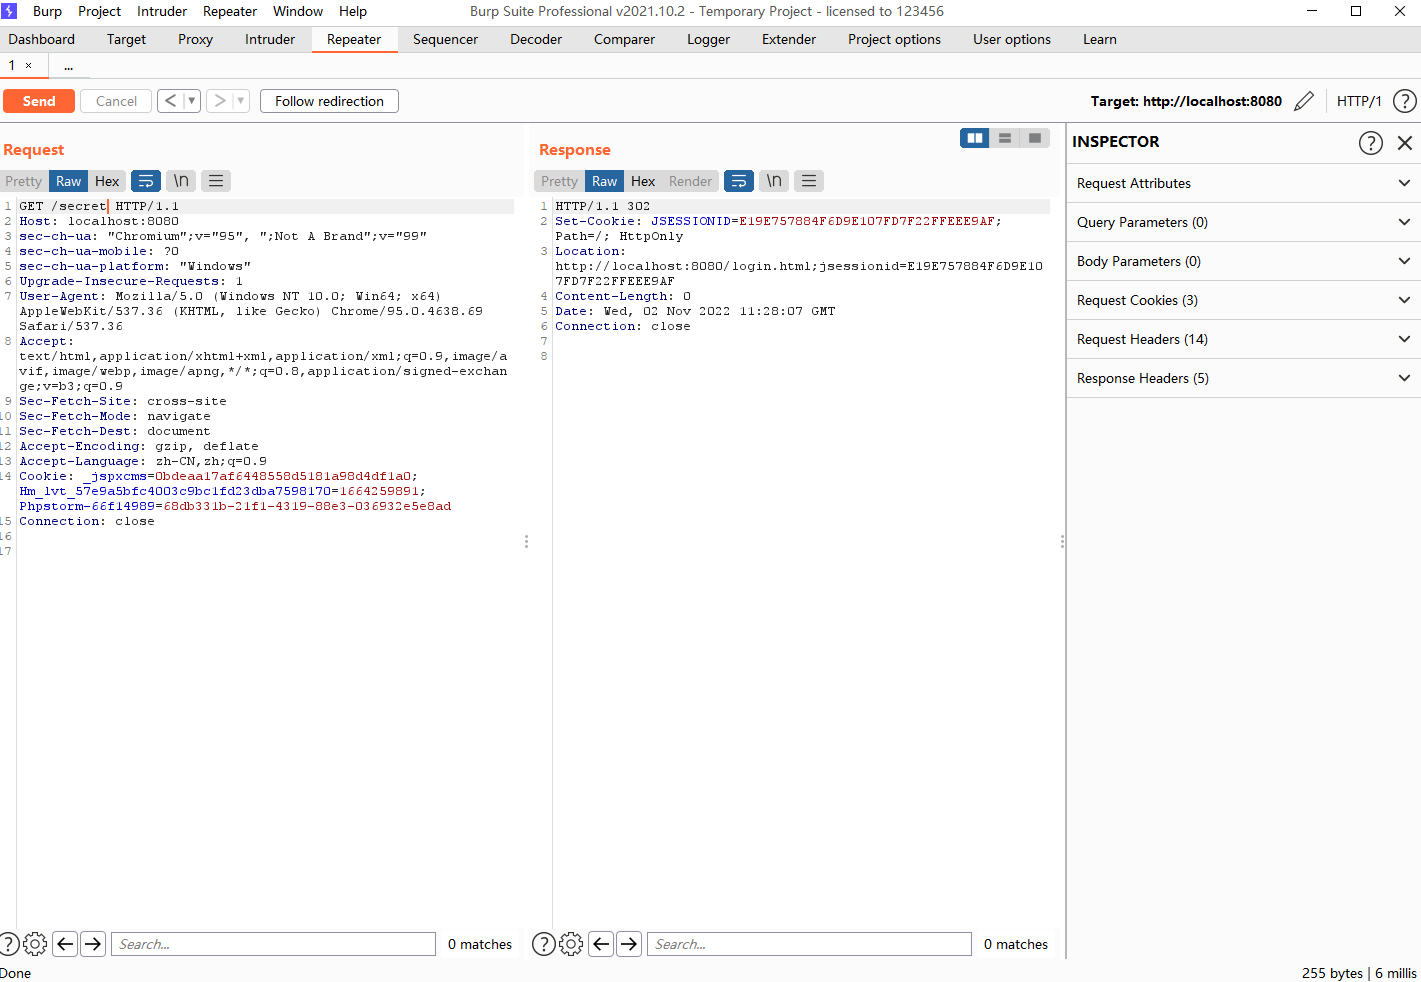 Burp Project Intruder Repeater Window Help Burp Suite Professional v2021.10.2 - Temporary Project - licensed to 123456
Dashboard Target Proxy Intruder Repeater Sequencer Decoder Comparer Logger Extender Project options User options Learn
1 × ...
Send Cancel < ▼ > ▼ Follow redirection Target: http://localhost:8080 HTTP/1 ?
Request
Pretty Raw Hex \n
1 GET /secret HTTP/1.1
2 Host: localhost:8080
3 sec-ch-ua: "Chromium";v="95", ";Not A Brand";v="99"
4 sec-ch-ua-mobile: ?0
5 sec-ch-ua-platform: "Windows"
6 Upgrade-Insecure-Requests: 1
7 User-Agent: Mozilla/5.0 (Windows NT 10.0; Win64; x64)
AppleWebKit/537.36 (KHTML, like Gecko) Chrome/95.0.4638.69
Safari/537.36
8 Accept:
text/html,application/xhtml+xml,application/xml;q=0.9,image/a
vif,image/webp,image/apng,*/*;q=0.8,application/signed-exchan
ge;v=b3;q=0.9
9 Sec-Fetch-Site: cross-site
10 Sec-Fetch-Mode: navigate
11 Sec-Fetch-Dest: document
12 Accept-Encoding: gzip, deflate
13 Accept-Language: zh-CN,zh;q=0.9
14 Cookie: _jspxcms=0bdeaa17af6448558d5181a98d4df1a0;
Hm_lvt_57e9a5bfc4003c9bc1fd23dba7598170=1664259891;
Phpstorm-66f14989=68db331b-21f1-4319-88e3-036932e5e8ad
15 Connection: close
16
17
? Search... 0 matches
Response
Pretty Raw Hex Render \n
1 HTTP/1.1 302
2 Set-Cookie: JSESSIONID=E19E757884F6D9E107FD7F22FFEEE9AF;
Path=/; HttpOnly
3 Location:
http://localhost:8080/login.html;jsessionid=E19E757884F6D9E10
7FD7F22FFEEE9AF
4 Content-Length: 0
5 Date: Wed, 02 Nov 2022 11:28:07 GMT
6 Connection: close
7
8
? Search... 0 matches
INSPECTOR ?
Request Attributes
Query Parameters (0)
Body Parameters (0)
Request Cookies (3)
Request Headers (14)
Response Headers (5)
Done 255 bytes | 6 millis